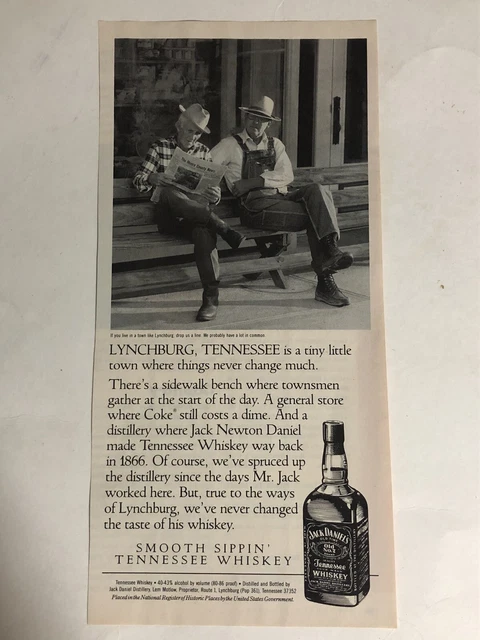 If you live in a town like Lynchburg, drop us a line. We probably have a lot in common.
LYNCHBURG, TENNESSEE is a tiny little
town where things never change much.
There's a sidewalk bench where townsmen
gather at the start of the day. A general
store where Coke® still costs a dime. And a
distillery where Jack Newton Daniel
made Tennessee Whiskey way back
in 1866. Of course, we've spruced up
the distillery since the days Mr. Jack
worked here. But, true to the ways
of Lynchburg, we've never changed
the taste of his whiskey.
JACK DANIEL'S
Old
No.7
Tennessee
WHISKEY
SMOOTH SIPPIN'
TENNESSEE WHISKEY
Tennessee Whiskey • 40-43% alcohol by volume (80-86 proof) • Distilled and Bottled by
Jack Daniel Distillery, Lem Motlow, Proprietor, Route 1, Lynchburg (Pop 361), Tennessee 37352
Placed in the National Register of Historic Places by the United States Government.